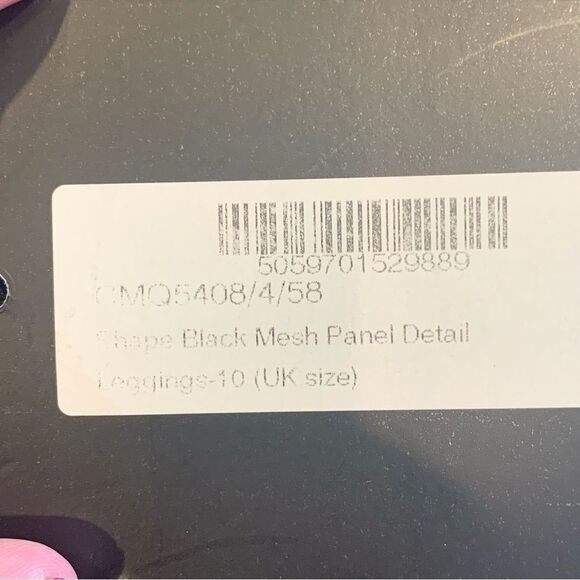 5059701529889
CMQ5408/4/58
Shape Black Mesh Panel Detail
Leggings-10 (UK size)